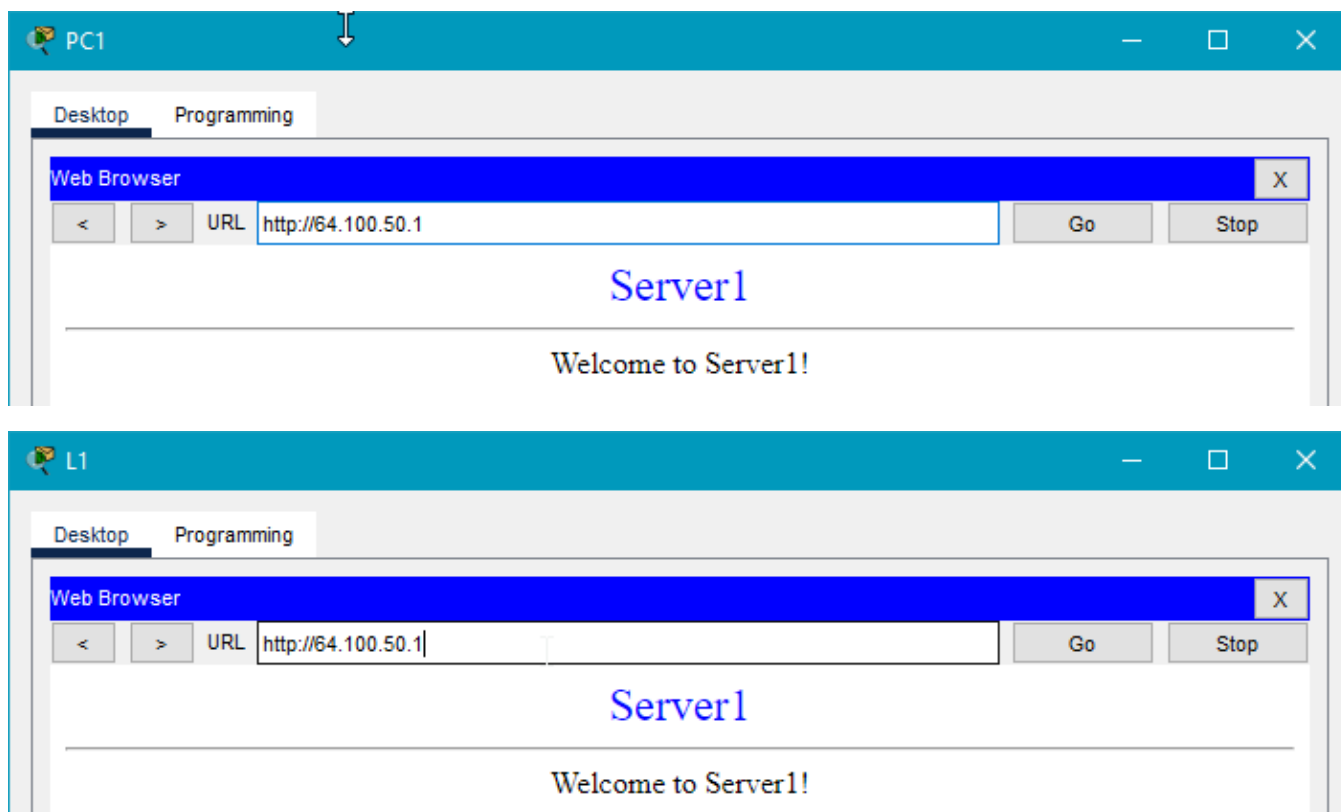 PC1
Desktop Programming
Web Browser X
< > URL http://64.100.50.1 Go Stop
Server1
Welcome to Server1!
L1
Desktop Programming
Web Browser X
< > URL http://64.100.50.1 Go Stop
Server1
Welcome to Server1!